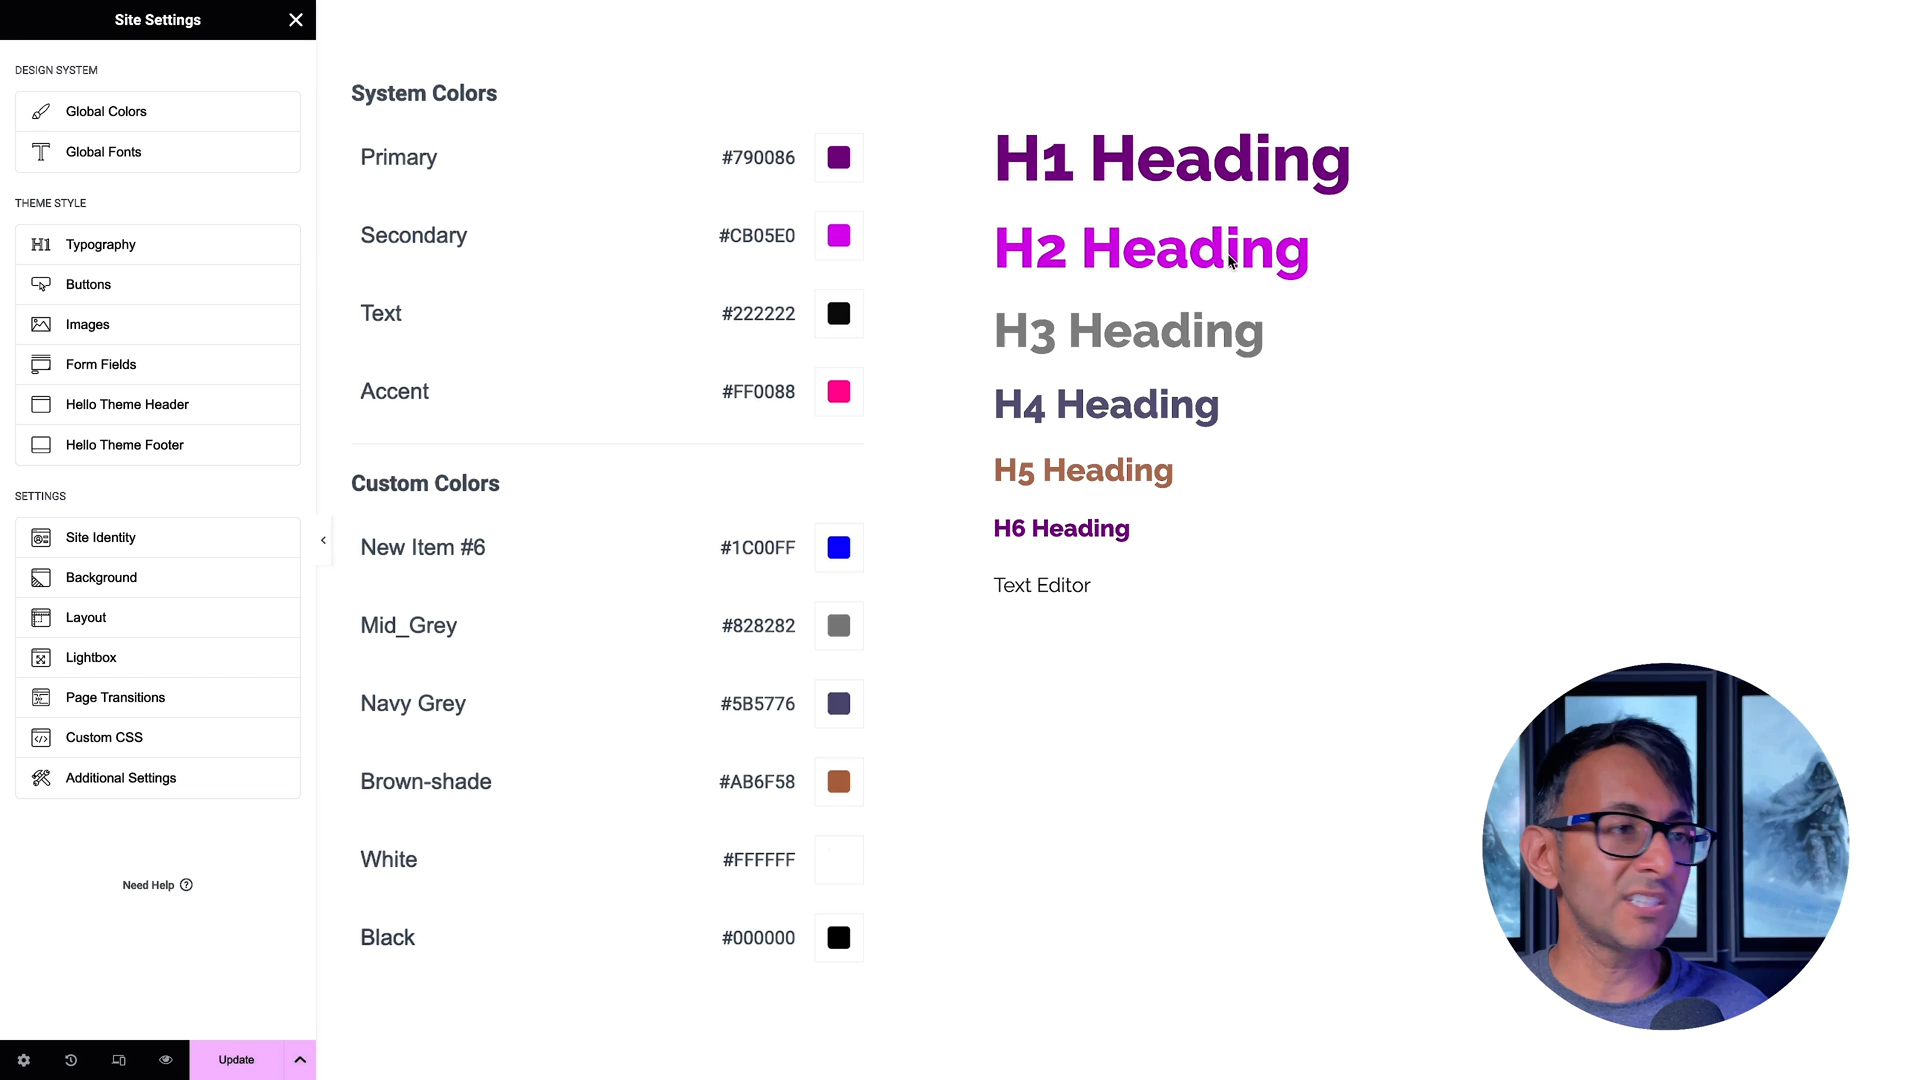 Site Settings
DESIGN SYSTEM
Global Colors
Global Fonts
THEME STYLE
H1 Typography
Buttons
Images
Form Fields
Hello Theme Header
Hello Theme Footer
SETTINGS
Site Identity
Background
Layout
Lightbox
Page Transitions
Custom CSS
Additional Settings
Need Help ?
Update
System Colors
Primary #790086
Secondary #CB05E0
Text #222222
Accent #FF0088
Custom Colors
New Item #6 #1C00FF
Mid_Grey #828282
Navy Grey #5B5776
Brown-shade #AB6F58
White #FFFFFF
Black #000000
H1 Heading
H2 Heading
H3 Heading
H4 Heading
H5 Heading
H6 Heading
Text Editor